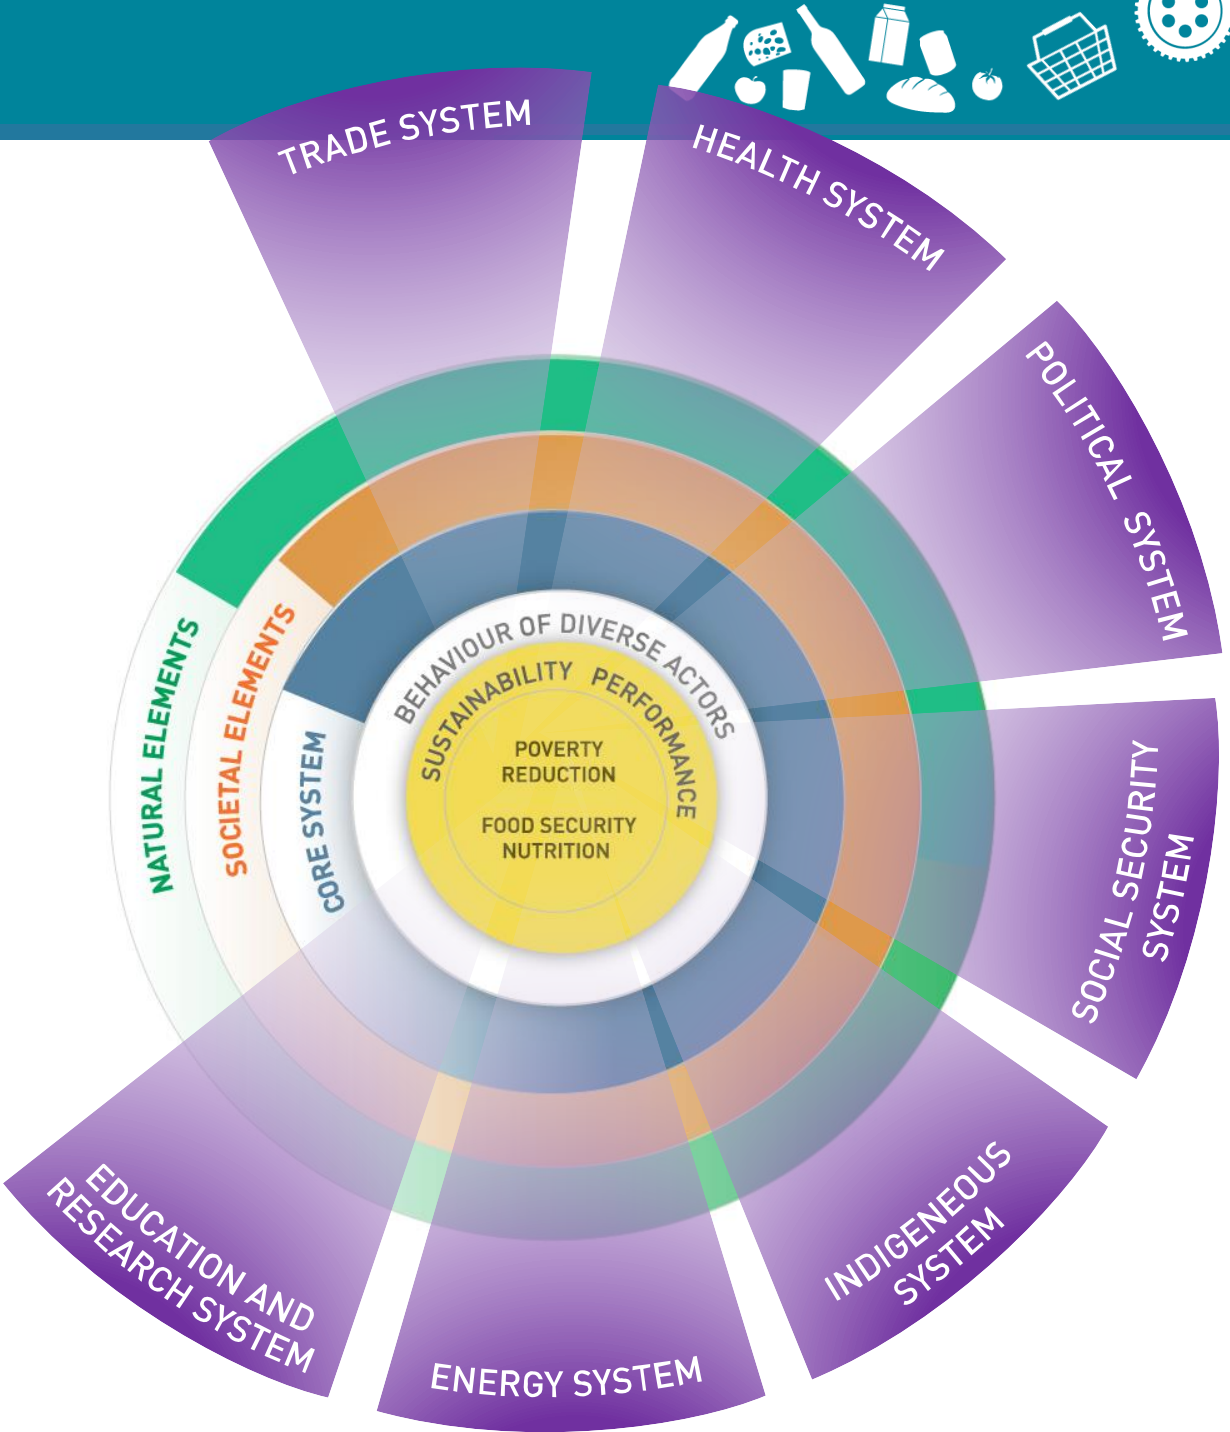 TRADE SYSTEM
HEALTH SYSTEM
POLITICAL SYSTEM
SOCIAL SECURITY
SYSTEM
INDIGENEOUS
SYSTEM
ENERGY SYSTEM
EDUCATION AND
RESEARCH SYSTEM
NATURAL ELEMENTS
SOCIETAL ELEMENTS
CORE SYSTEM
BEHAVIOUR OF DIVERSE ACTORS
SUSTAINABILITY PERFORMANCE
POVERTY
REDUCTION
FOOD SECURITY
NUTRITION